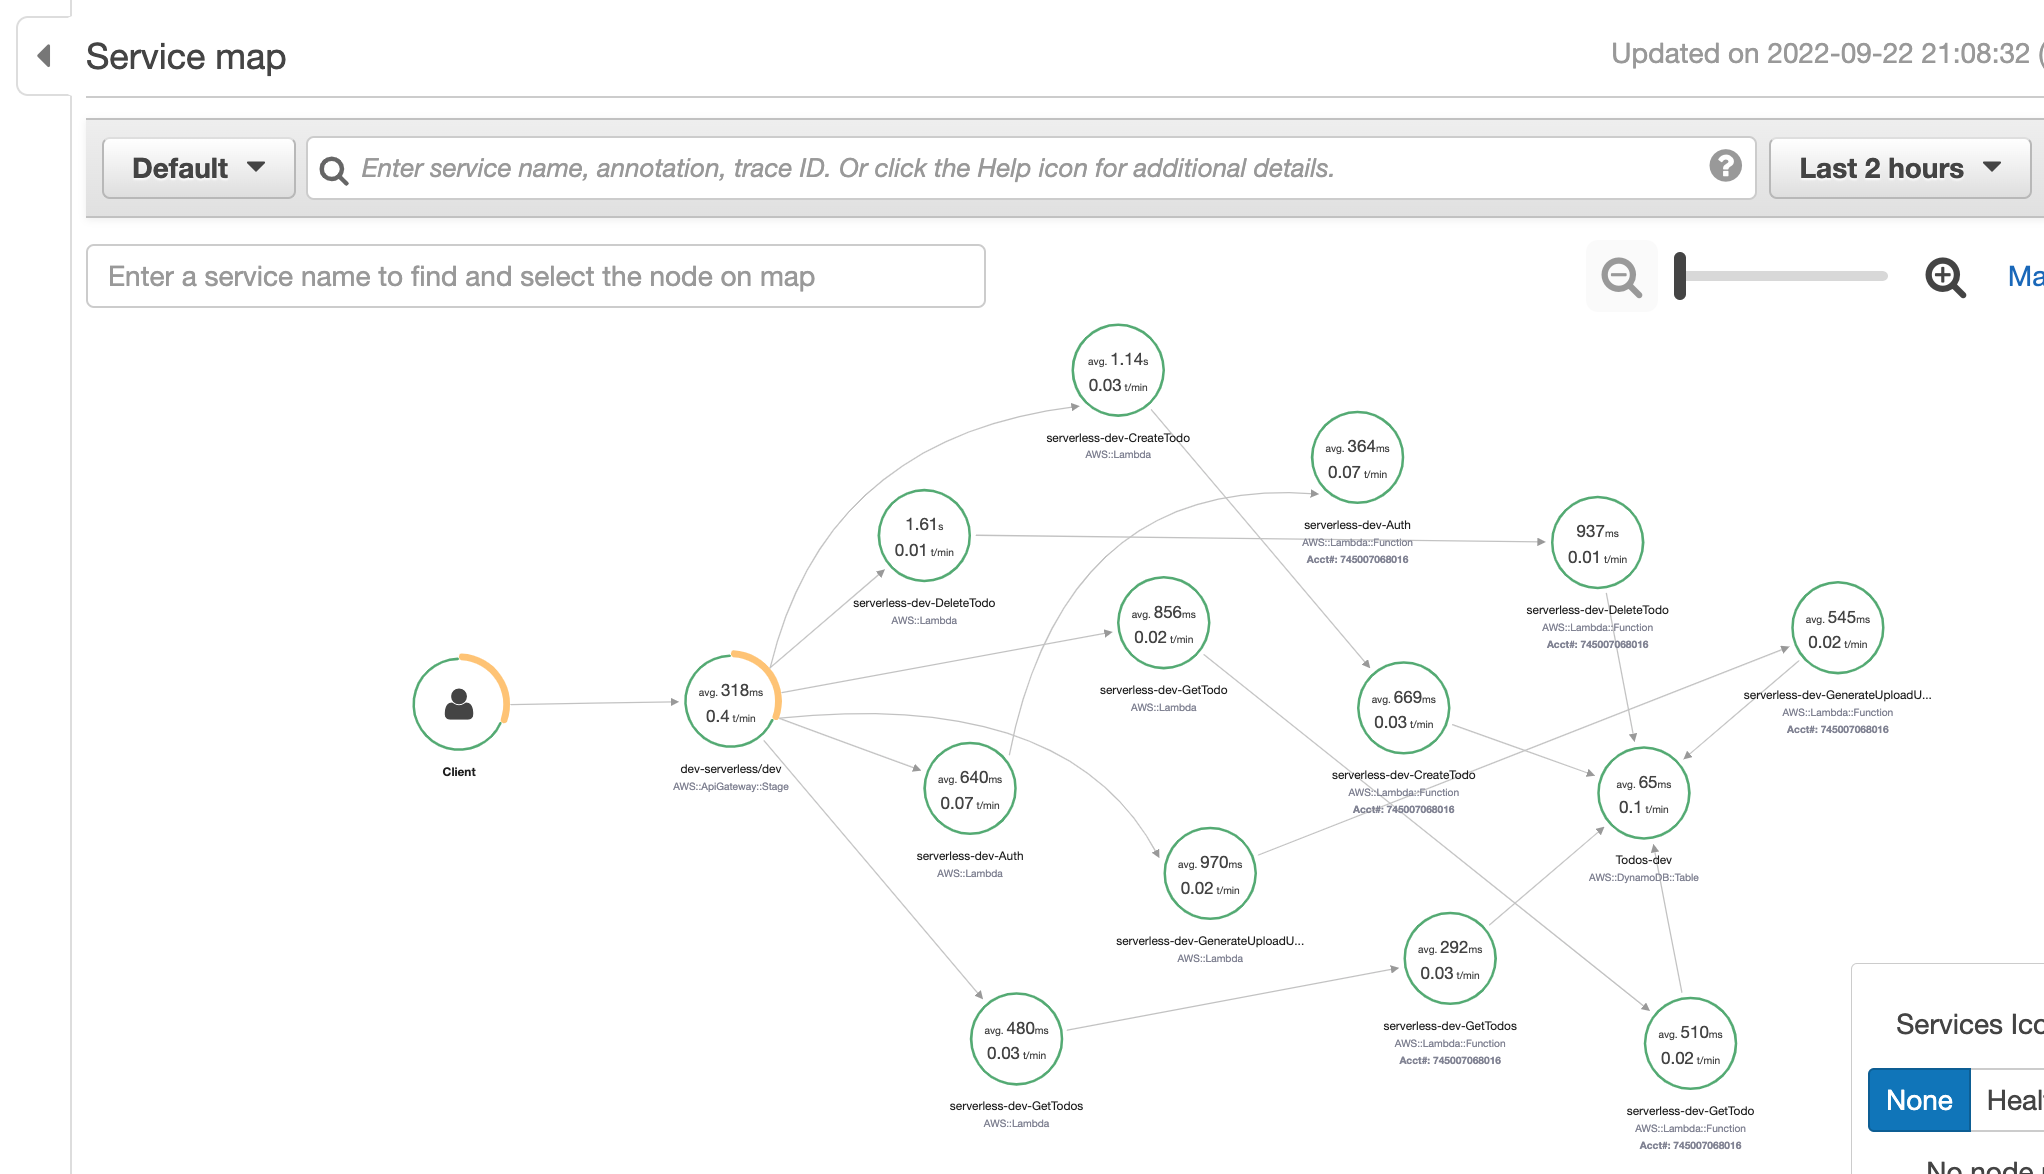 Service map
Updated on 2022-09-22 21:08:32 (
Default
Enter service name, annotation, trace ID. Or click the Help icon for additional details.
?
Last 2 hours
Enter a service name to find and select the node on map
Ma
avg. 1.14s
0.03 t/min
serverless-dev-CreateTodo
AWS::Lambda
avg. 364ms
0.07 t/min
serverless-dev-Auth
AWS::Lambda::Function
Acct#: 745007068016
1.61s
0.01 t/min
serverless-dev-DeleteTodo
AWS::Lambda
937ms
0.01 t/min
serverless-dev-DeleteTodo
AWS::Lambda::Function
Acct#: 745007068016
avg. 856ms
0.02 t/min
serverless-dev-GetTodo
AWS::Lambda
avg. 545ms
0.02 t/min
serverless-dev-GenerateUploadU...
AWS::Lambda::Function
Acct#: 745007068016
Client
avg. 318ms
0.4 t/min
dev-serverless/dev
AWS::ApiGateway::Stage
avg. 669ms
0.03 t/min
serverless-dev-CreateTodo
AWS::Lambda::Function
Acct#: 745007068016
avg. 640ms
0.07 t/min
serverless-dev-Auth
AWS::Lambda
avg. 65ms
0.1 t/min
Todos-dev
AWS::DynamoDB::Table
avg. 970ms
0.02 t/min
serverless-dev-GenerateUploadU...
AWS::Lambda
avg. 292ms
0.03 t/min
serverless-dev-GetTodos
AWS::Lambda::Function
Acct#: 745007068016
avg. 480ms
0.03 t/min
serverless-dev-GetTodos
AWS::Lambda
avg. 510ms
0.02 t/min
serverless-dev-GetTodo
AWS::Lambda::Function
Acct#: 745007068016
Services Ico
None
Heal
No node